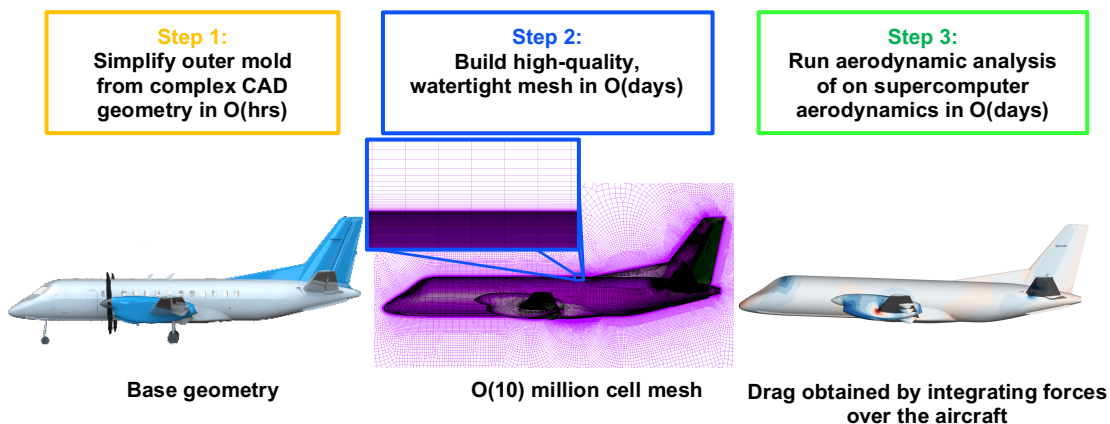 Step 1:
Simplify outer mold
from complex CAD
geometry in O(hrs)
Step 2:
Build high-quality,
watertight mesh in O(days)
Step 3:
Run aerodynamic analysis
of on supercomputer
aerodynamics in O(days)
Base geometry
O(10) million cell mesh
Drag obtained by integrating forces
over the aircraft